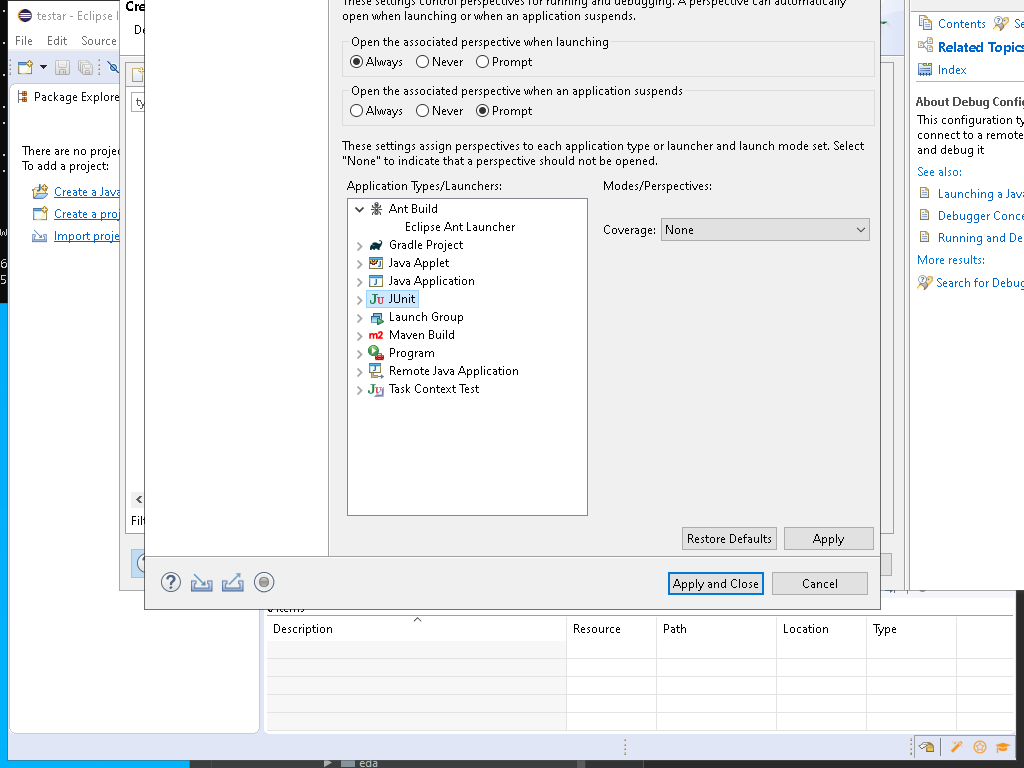 testar - Eclipse I
File Edit Source
Package Explore
There are no projec
To add a project:
Create a Java
Create a proj
Import proje
Cre
De
ty
Filt
These settings control perspectives for running and debugging. A perspective can automatically
open when launching or when an application suspends.
Open the associated perspective when launching
Always Never Prompt
Open the associated perspective when an application suspends
Always Never Prompt
These settings assign perspectives to each application type or launcher and launch mode set. Select
"None" to indicate that a perspective should not be opened.
Application Types/Launchers:
Modes/Perspectives:
Ant Build
Eclipse Ant Launcher
Gradle Project
Java Applet
Java Application
JUnit
Launch Group
Maven Build
Program
Remote Java Application
Task Context Test
Coverage: None
Restore Defaults Apply
Apply and Close Cancel
Contents Se
Related Topics
Index
About Debug Config
This configuration ty
connect to a remote
and debug it
See also:
Launching a Java
Debugger Conce
Running and De
More results:
Search for Debug
items
Description Resource Path Location Type
eda